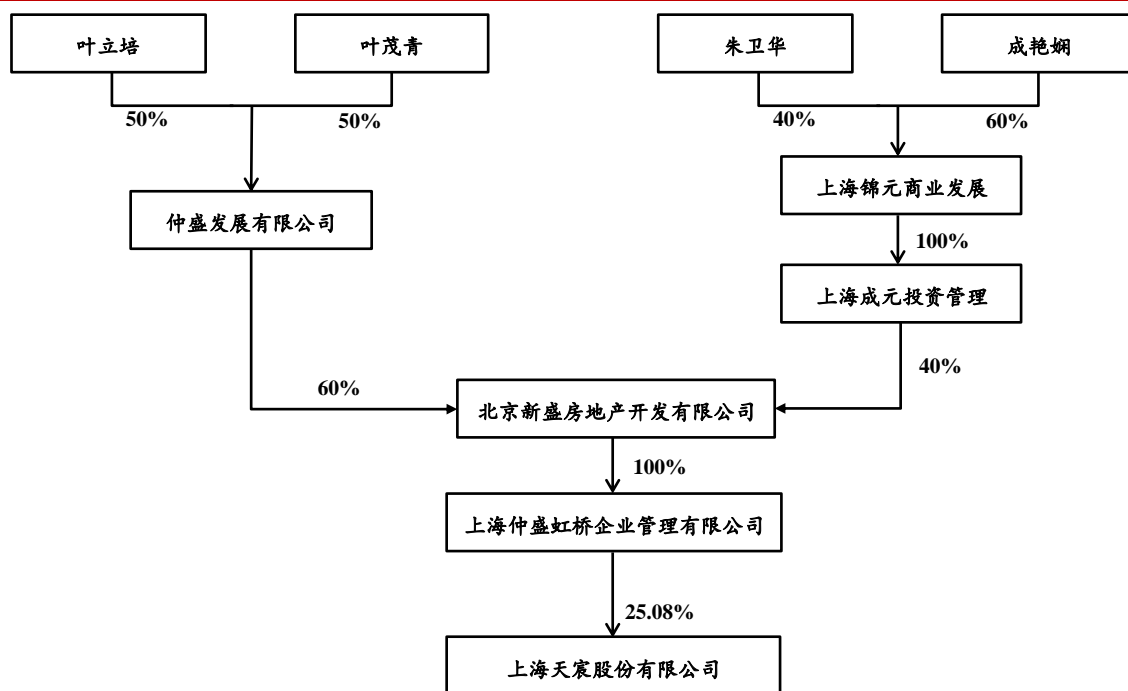 叶立培
叶茂青
朱卫华
成艳娴
50%
50%
40%
60%
上海锦元商业发展
仲盛发展有限公司
100%
上海成元投资管理
40%
60%
北京新盛房地产开发有限公司
100%
上海仲盛虹桥企业管理有限公司
25.08%
上海天宸股份有限公司